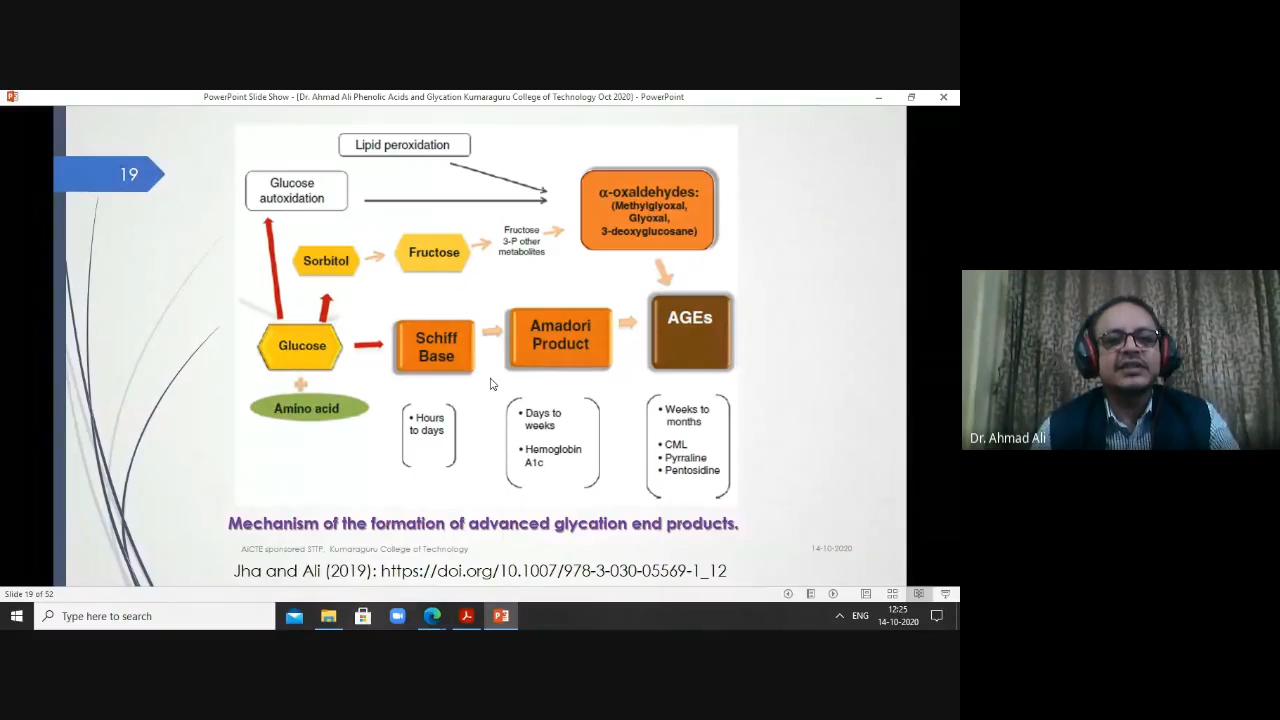 PowerPoint Slide Show - [Dr. Ahmad Ali Phenolic Acids and Glycation Kumaraguru College of Technology Oct 2020] - PowerPoint
19
Lipid peroxidation
Glucose
autoxidation
α-oxaldehydes:
(Methylglyoxal,
Glyoxal,
3-deoxyglucosane)
Sorbitol
Fructose
Fructose
3-P other
metabolites
Glucose
Schiff
Base
Amadori
Product
AGEs
Amino acid
• Hours
to days
• Days to
weeks
• Hemoglobin
A1c
• Weeks to
months
• CML
• Pyrraline
• Pentosidine
Mechanism of the formation of advanced glycation end products.
AICTE sponsored STTP, Kumaraguru College of Technology
14-10-2020
Jha and Ali (2019): https://doi.org/10.1007/978-3-030-05569-1_12
Slide 19 of 52
Type here to search
ENG
12:25
14-10-2020
Dr. Ahmad Ali